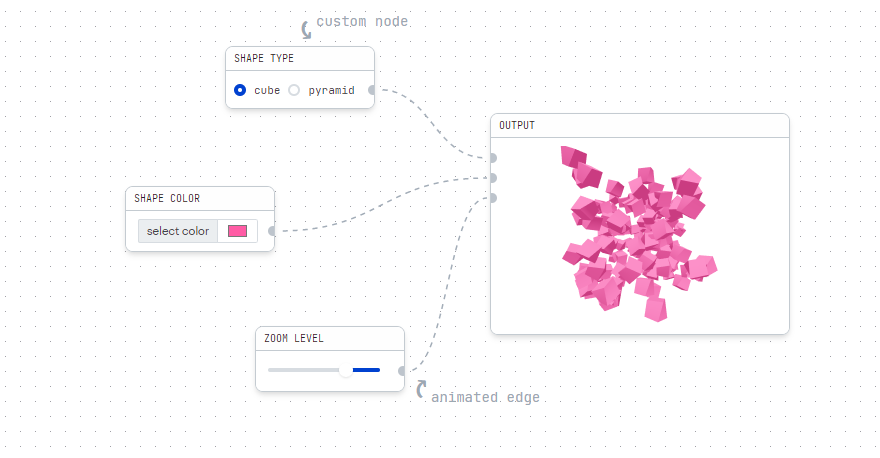 custom node
SHAPE TYPE
cube pyramid
OUTPUT
SHAPE COLOR
select color
ZOOM LEVEL
animated edge